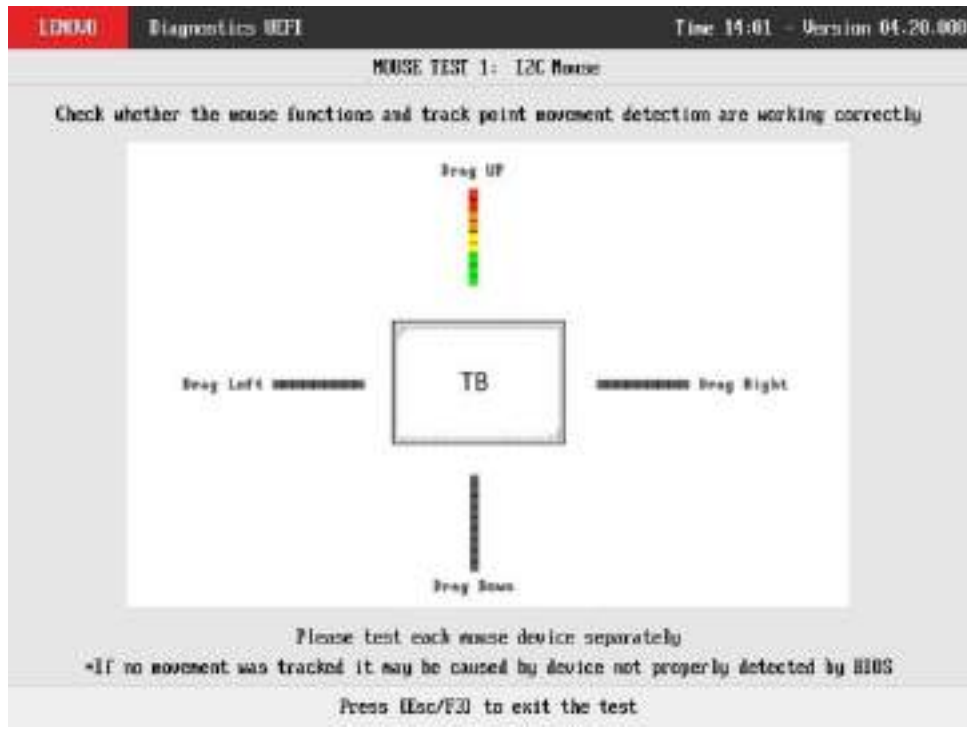 LENOVO Diagnostics UEFI Time 14:01 - Version 04.20.000
MOUSE TEST 1: I2C Mouse
Check whether the mouse functions and track point movement detection are working correctly
Drag UP
Drag Left
TB
Drag Right
Drag Down
Please test each mouse device separately
*If no movement was tracked it may be caused by device not properly detected by BIOS
Press [Esc/F3] to exit the test